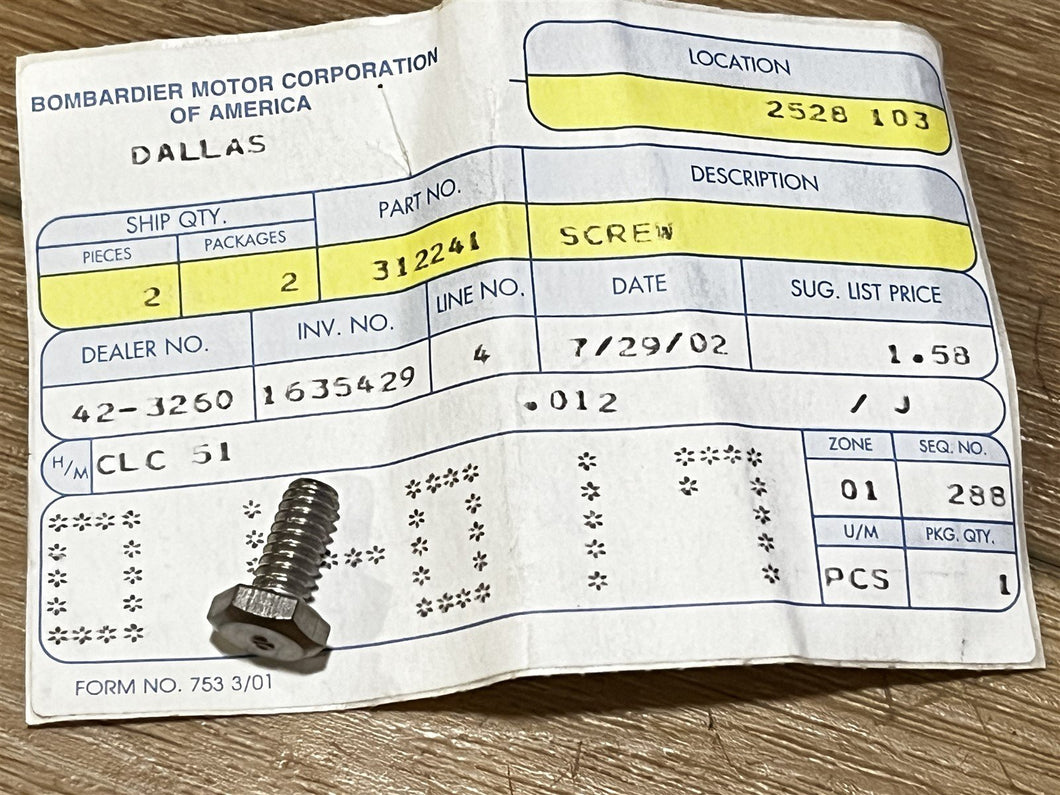 BOMBARDIER MOTOR CORPORATION
OF AMERICA
DALLAS
LOCATION
2528 103
SHIP QTY.
PIECES PACKAGES
2 2
PART NO.
312241
DESCRIPTION
SCREW
DEALER NO.
42-3260
INV. NO.
1635429
LINE NO.
4
DATE
7/29/02
SUG. LIST PRICE
1.58
.012 / J
H/M CLC 51
ZONE SEQ. NO.
01 288
U/M PKG. QTY.
PCS 1
FORM NO. 753 3/01